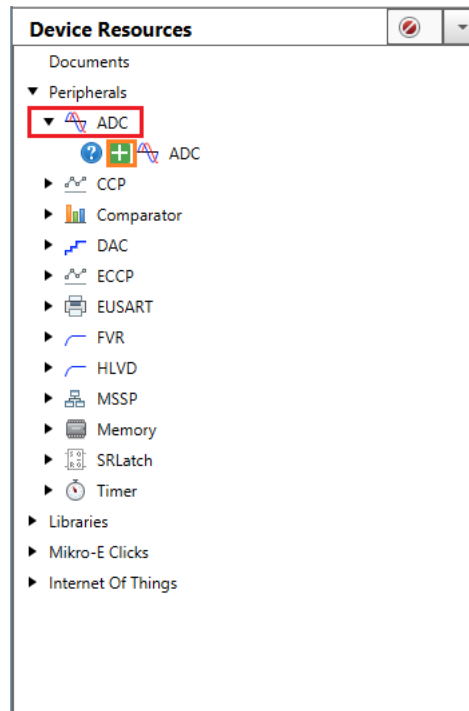 Device Resources
Documents
Peripherals
ADC
ADC
CCP
Comparator
DAC
ECCP
EUSART
FVR
HLVD
MSSP
Memory
SRLatch
Timer
Libraries
Mikro-E Clicks
Internet Of Things